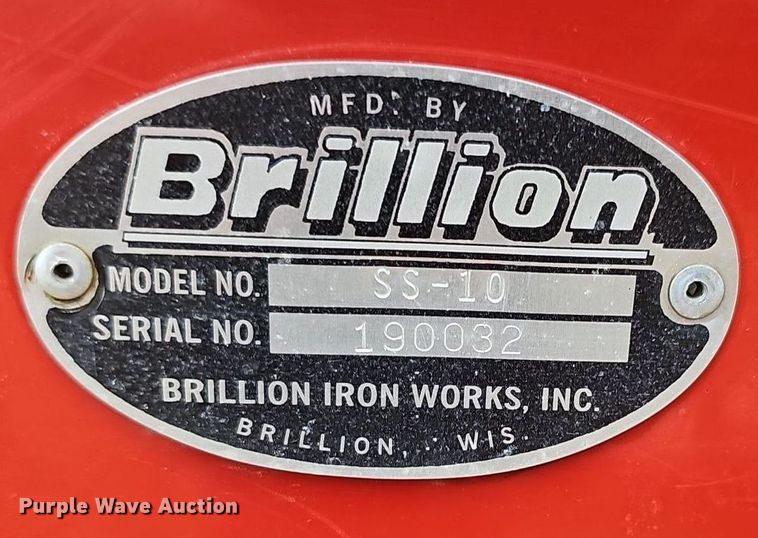 MFD. BY
Brillion
MODEL NO. SS-10
SERIAL NO. 190032
BRILLION IRON WORKS, INC.
BRILLION, WIS.
Purple Wave Auction